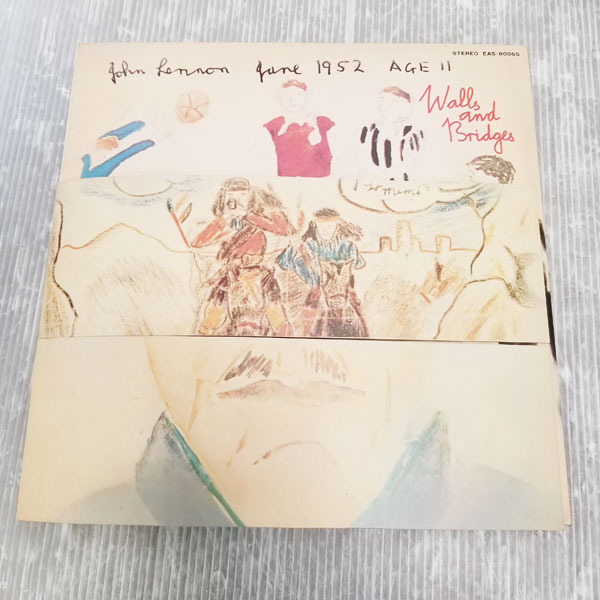 STEREO EAS-80065
John Lennon June 1952 AGE 11
Walls
and
Bridges